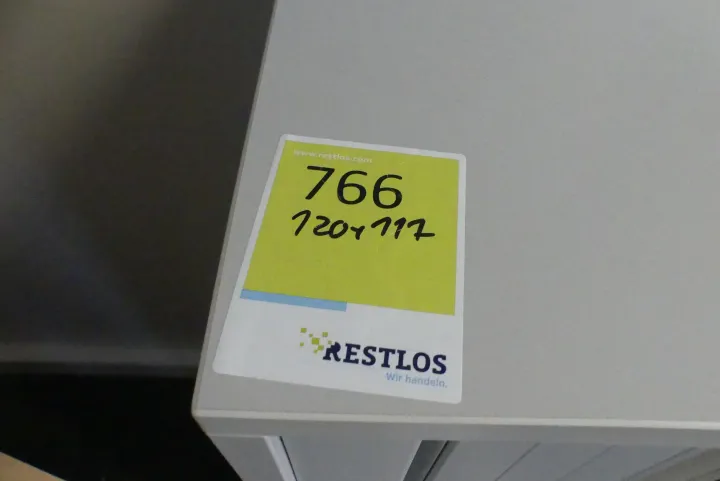 www.restlos.com
766
120x117
RESTLOS
Wir handeln.